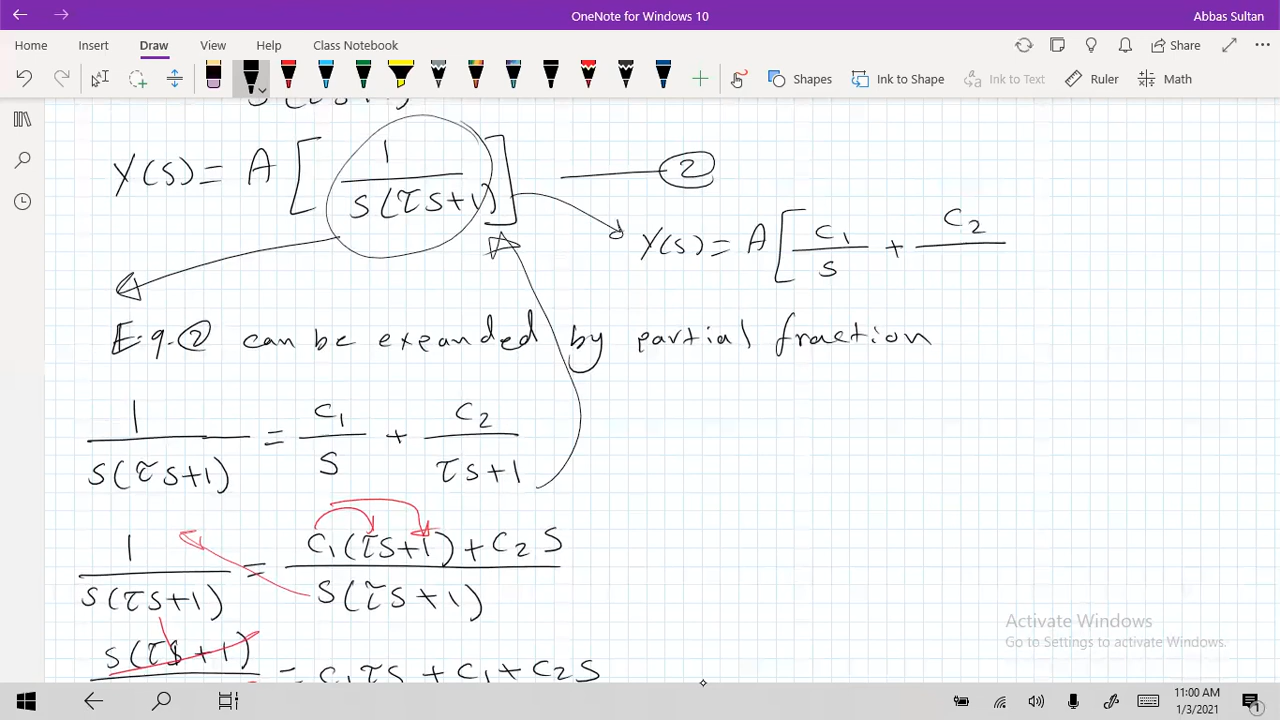 OneNote for Windows 10
Abbas Sultan
Home Insert Draw View Help Class Notebook Share
Shapes Ink to Shape Ink to Text Ruler Math
Y(s) = A [ 1 / s(τs+1) ] — ②
Y(s) = A [ C1 / s + C2
Eq. ② can be expanded by partial fraction
1 / s(τs+1) = C1 / s + C2 / τs+1
1 / s(τs+1) = C1(τs+1) + C2 s / s(τs+1)
s(τs+1) = C1τs + C1 + C2 s
Activate Windows
Go to Settings to activate Windows.
11:00 AM
1/3/2021
1